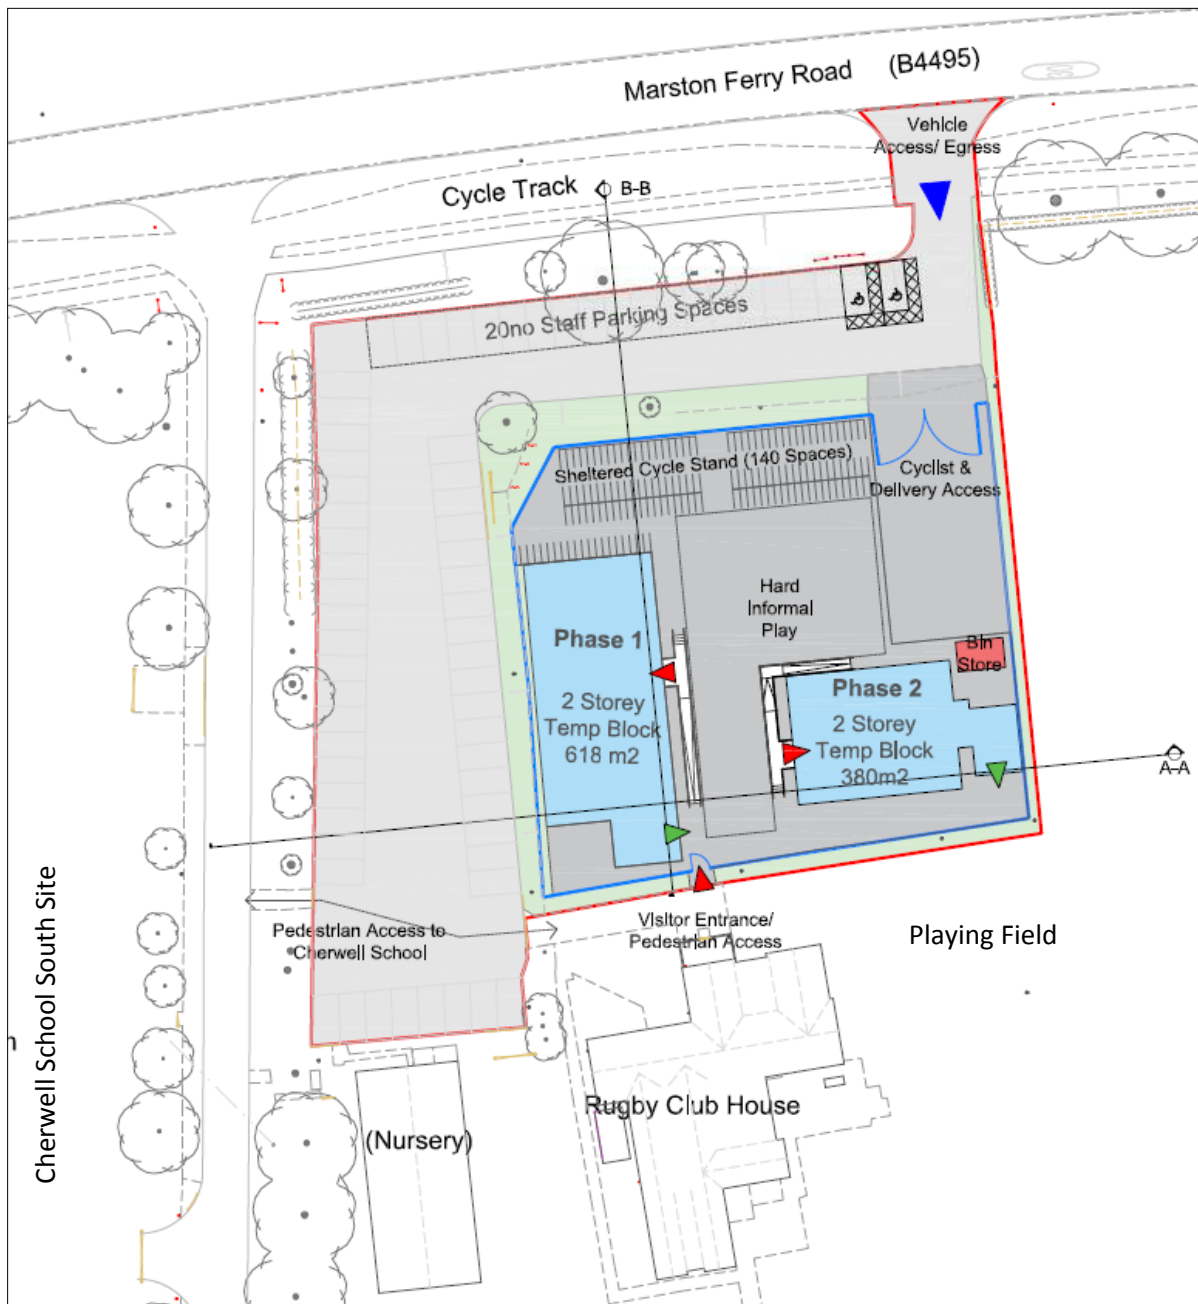 Marston Ferry Road (B4495)
Vehicle
Access/ Egress
Cycle Track
B-B
20no Staff Parking Spaces
Sheltered Cycle Stand (140 Spaces)
Cyclist &
Delivery Access
Hard
Informal
Play
Phase 1
2 Storey
Temp Block
618 m2
Bin
Store
Phase 2
2 Storey
Temp Block
380m2
A-A
Cherwell School South Site
Pedestrian Access to
Cherwell School
Visitor Entrance/
Pedestrian Access
Playing Field
Rugby Club House
(Nursery)